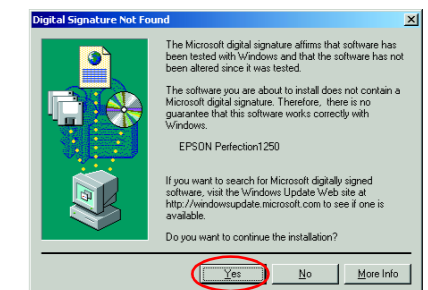 Digital Signature Not Found
The Microsoft digital signature affirms that software has
been tested with Windows and that the software has not
been altered since it was tested.
The software you are about to install does not contain a
Microsoft digital signature. Therefore, there is no
guarantee that this software works correctly with
Windows.
EPSON Perfection1250
If you want to search for Microsoft digitally signed
software, visit the Windows Update Web site at
http://windowsupdate.microsoft.com to see if one is
available.
Do you want to continue the installation?
Yes No More Info